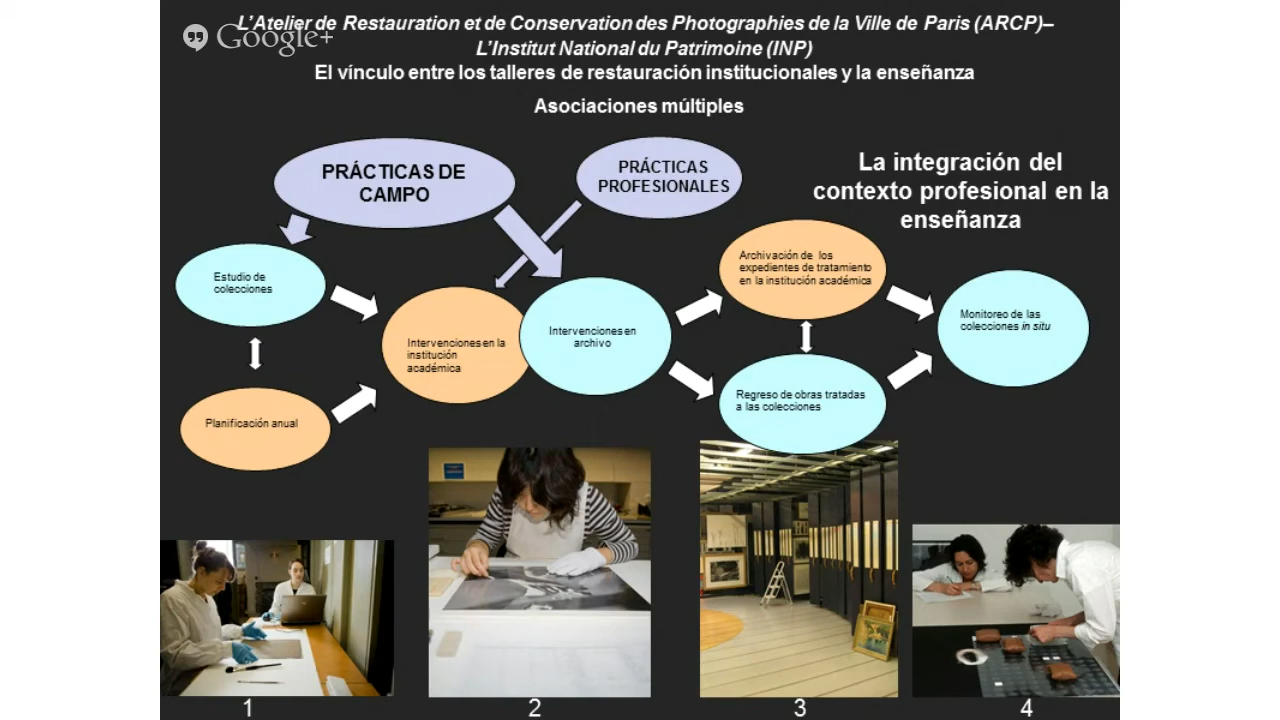 L'Atelier de Restauration et de Conservation des Photographies de la Ville de Paris (ARCP)–
Google+
L'Institut National du Patrimoine (INP)
El vínculo entre los talleres de restauración institucionales y la enseñanza
Asociaciones múltiples
PRÁCTICAS DE
CAMPO
PRÁCTICAS
PROFESIONALES
La integración del
contexto profesional en la
enseñanza
Estudio de
colecciones
Planificación anual
Intervenciones en la
institución
académica
Intervenciones en
archivo
Archivación de los
expedientes de tratamiento
en la institución académica
Regreso de obras tratadas
a las colecciones
Monitoreo de las
colecciones in situ
1
2
3
4